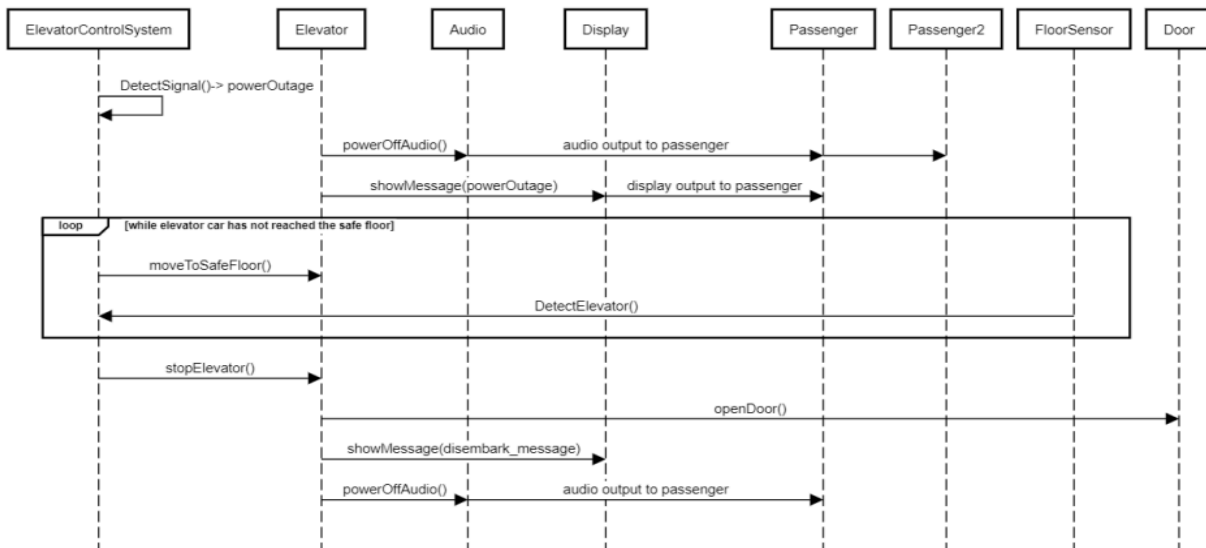 ElevatorControlSystem Elevator Audio Display Passenger Passenger2 FloorSensor Door
DetectSignal()-> powerOutage
powerOffAudio() audio output to passenger
showMessage(powerOutage) display output to passenger
loop [while elevator car has not reached the safe floor]
moveToSafeFloor()
DetectElevator()
stopElevator()
openDoor()
showMessage(disembark_message)
powerOffAudio() audio output to passenger